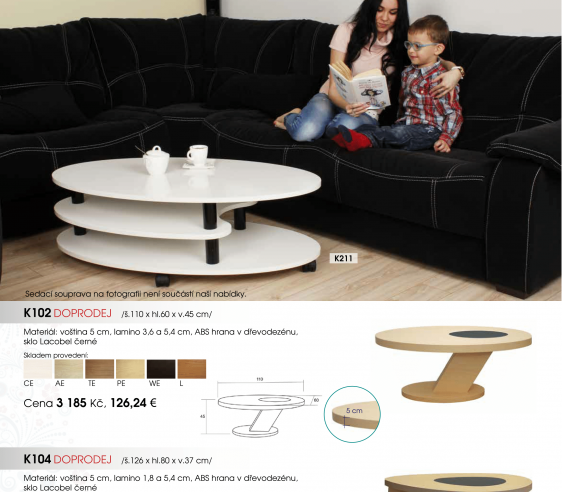 K211
Sedací souprava na fotografii není součástí naší nabídky.
K102 DOPRODEJ /š.110 x hl.60 x v.45 cm/
Materiál: voština 5 cm, lamino 3,6 a 5,4 cm, ABS hrana v dřevodezénu,
sklo Lacobel černé
Skladem provedení:
CE AE TE PE WE L
Cena 3 185 Kč, 126,24 €
110
60
45
5 cm
K104 DOPRODEJ /š.126 x hl.80 x v.37 cm/
Materiál: voština 5 cm, lamino 1,8 a 5,4 cm, ABS hrana v dřevodezénu,
sklo Lacobel černé